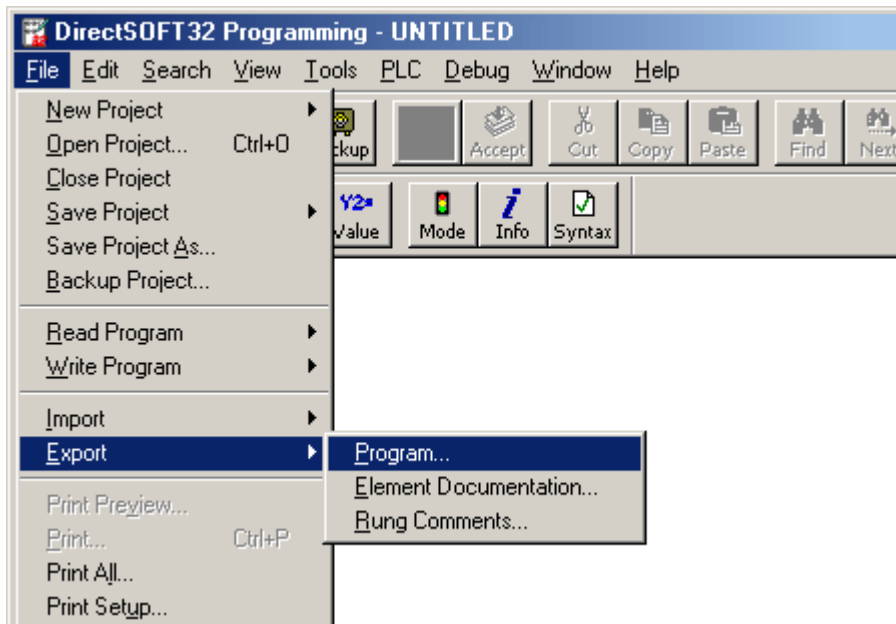 DirectSOFT32 Programming - UNTITLED
File Edit Search View Tools PLC Debug Window Help
New Project
Open Project... Ctrl+O
Close Project
Save Project
Save Project As...
Backup Project...
Read Program
Write Program
Import
Export
Print Preview...
Print... Ctrl+P
Print All...
Print Setup...
Program...
Element Documentation...
Rung Comments...
ckup Accept Cut Copy Paste Find Next
Y2=
Value Mode Info Syntax